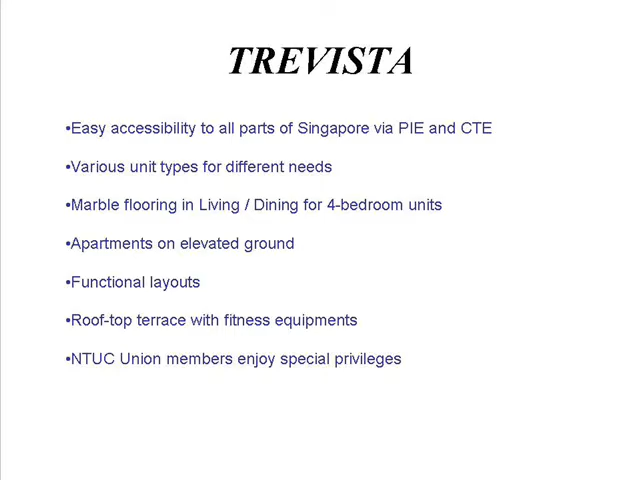 TREVISTA
•Easy accessibility to all parts of Singapore via PIE and CTE
•Various unit types for different needs
•Marble flooring in Living / Dining for 4-bedroom units
•Apartments on elevated ground
•Functional layouts
•Roof-top terrace with fitness equipments
•NTUC Union members enjoy special privileges